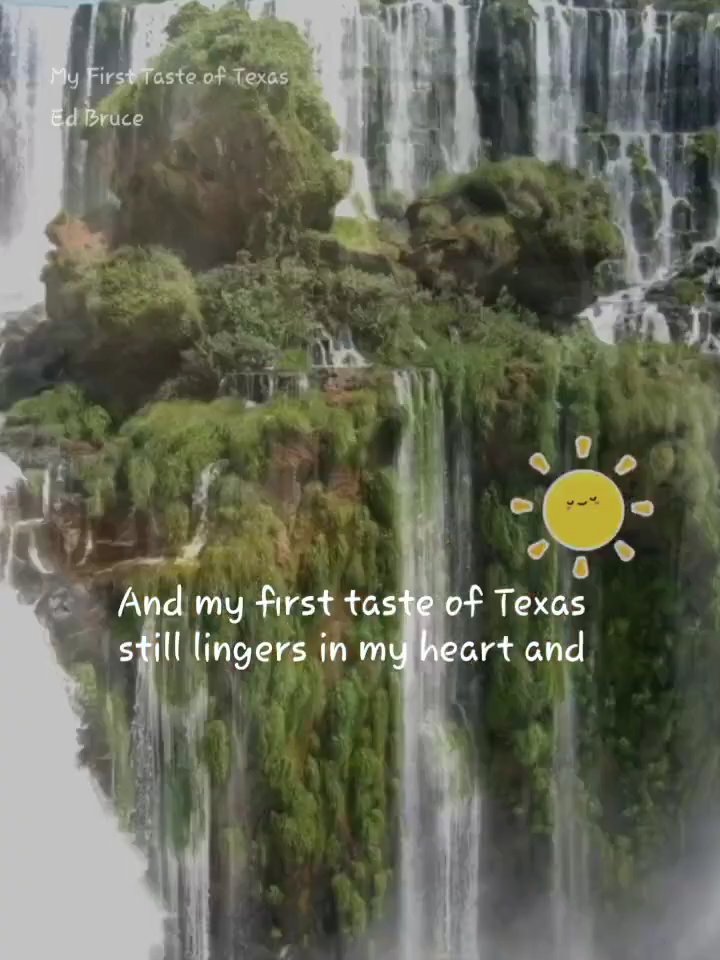 My First Taste of Texas
Ed Bruce
And my first taste of Texas
still lingers in my heart and